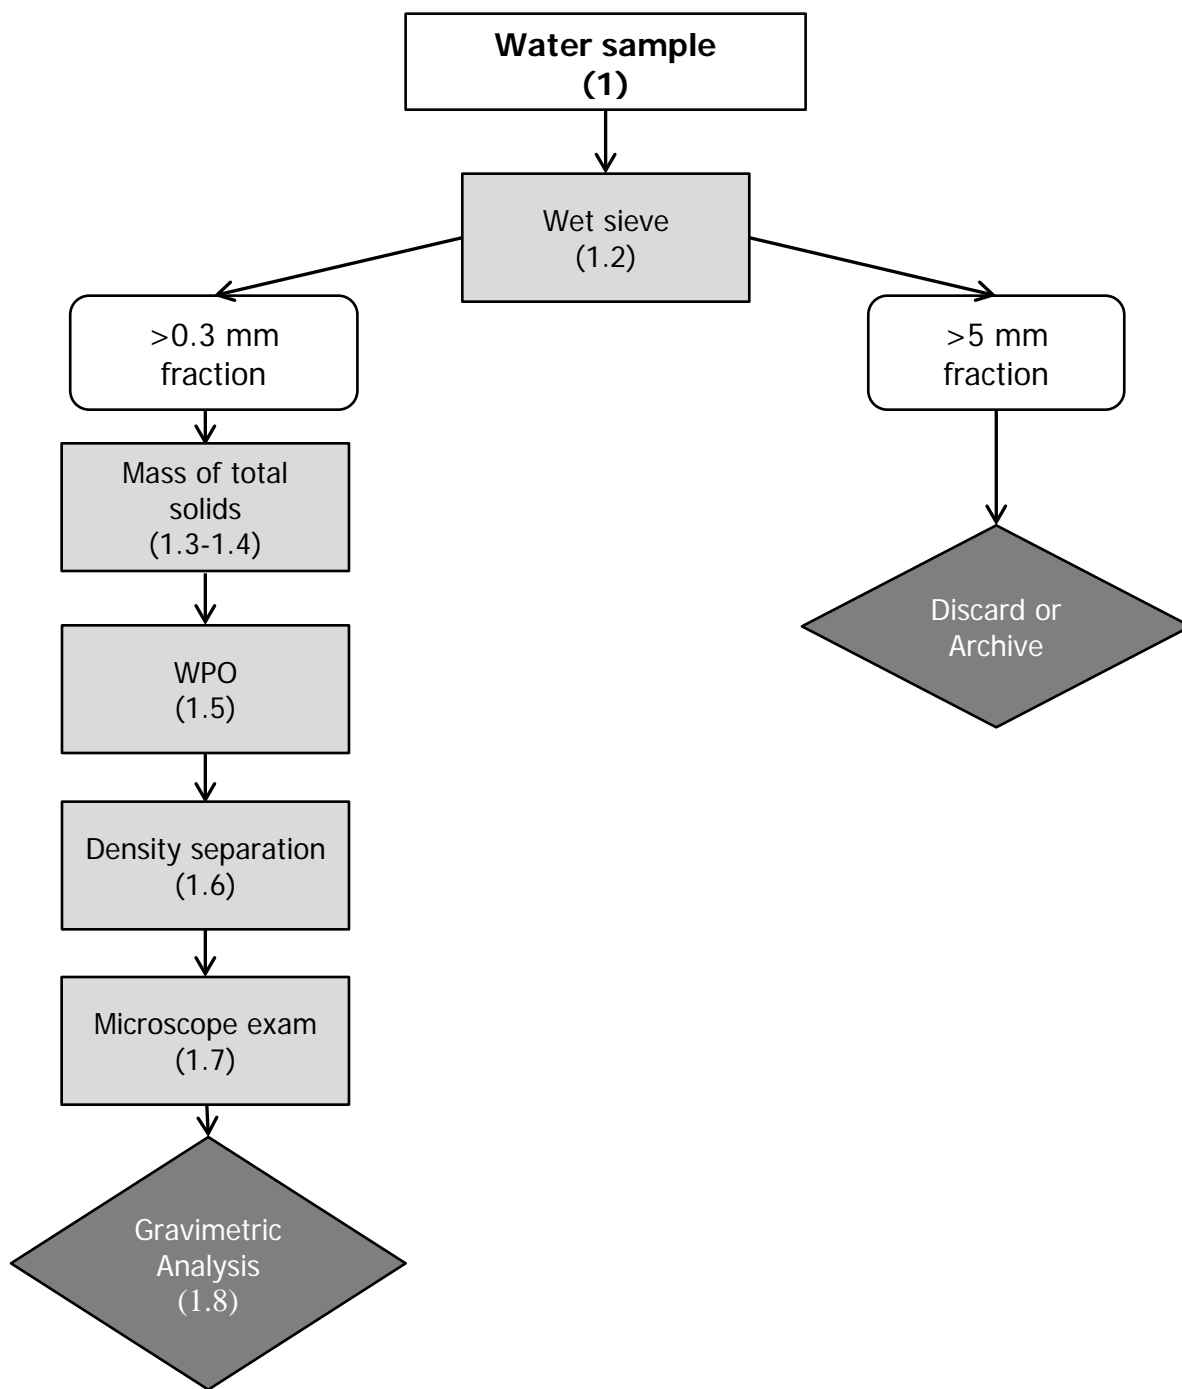 Water sample
(1)
Wet sieve
(1.2)
>0.3 mm
fraction
>5 mm
fraction
Mass of total
solids
(1.3-1.4)
Discard or
Archive
WPO
(1.5)
Density separation
(1.6)
Microscope exam
(1.7)
Gravimetric
Analysis
(1.8)